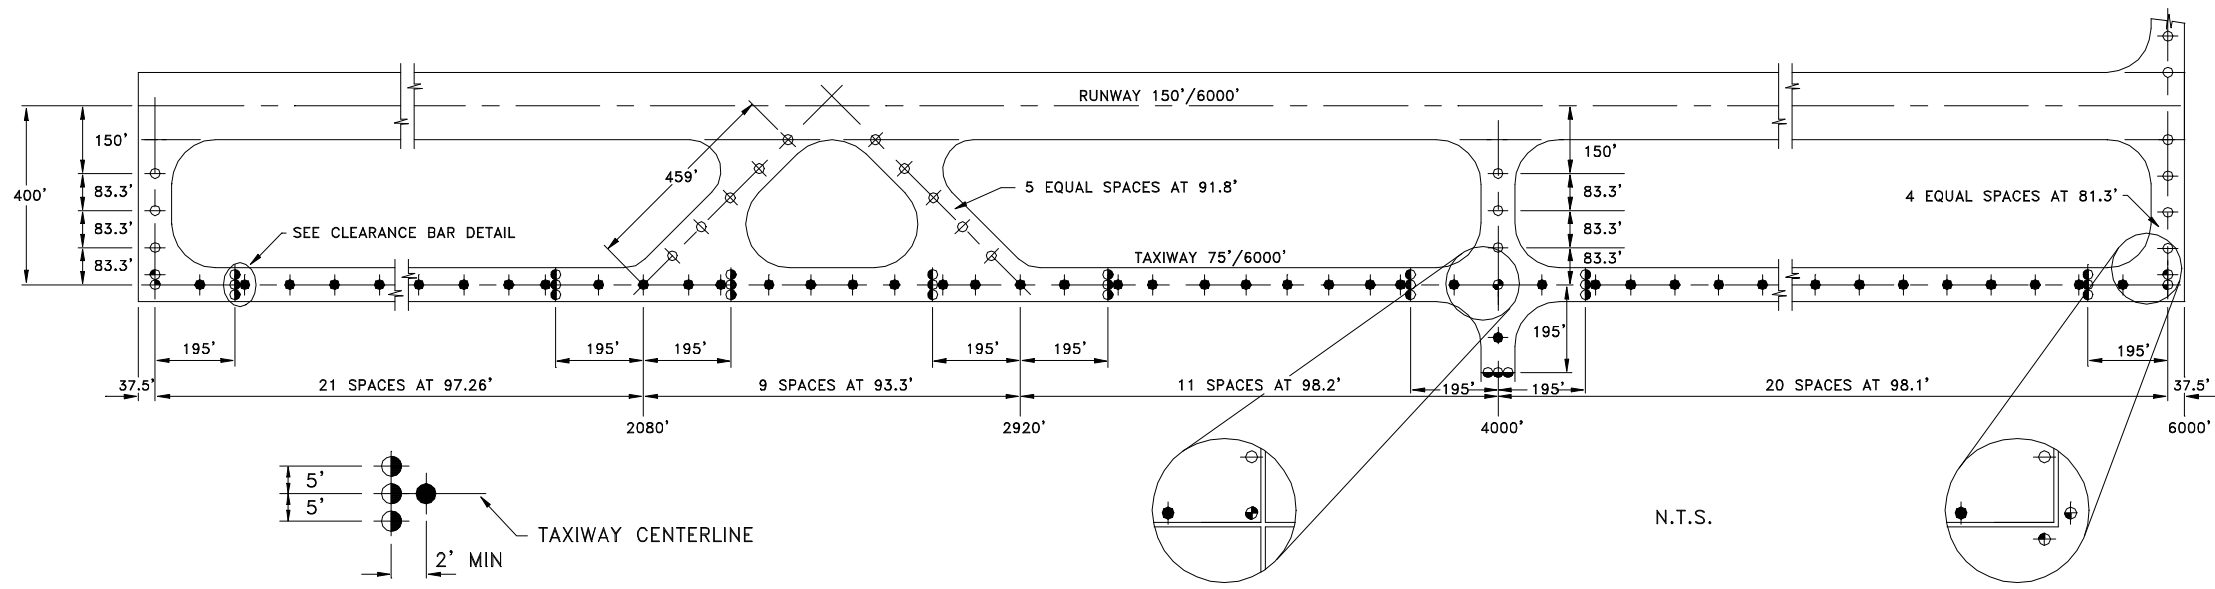 RUNWAY 150'/6000'
150'
83.3'
83.3'
83.3'
400'
459'
SEE CLEARANCE BAR DETAIL
5 EQUAL SPACES AT 91.8'
TAXIWAY 75'/6000'
150'
83.3'
83.3'
83.3'
4 EQUAL SPACES AT 81.3'
195'
195'
195'
195'
195'
195'
195'
195'
195'
37.5'
21 SPACES AT 97.26'
9 SPACES AT 93.3'
11 SPACES AT 98.2'
20 SPACES AT 98.1'
37.5'
2080'
2920'
4000'
6000'
5'
5'
TAXIWAY CENTERLINE
2' MIN
N.T.S.